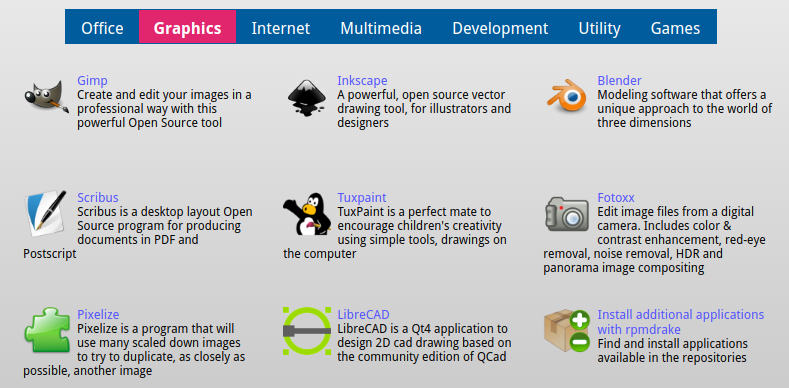 Office Graphics Internet Multimedia Development Utility Games
Gimp
Create and edit your images in a
professional way with this
powerful Open Source tool
Inkscape
A powerful, open source vector
drawing tool, for illustrators and
designers
Blender
Modeling software that offers a
unique approach to the world of
three dimensions
Scribus
Scribus is a desktop layout Open
Source program for producing
documents in PDF and
Postscript
Tuxpaint
TuxPaint is a perfect mate to
encourage children's creativity
using simple tools, drawings on
the computer
Fotoxx
Edit image files from a digital
camera. Includes color &
contrast enhancement, red-eye
removal, noise removal, HDR and
panorama image compositing
Pixelize
Pixelize is a program that will
use many scaled down images
to try to duplicate, as closely as
possible, another image
LibreCAD
LibreCAD is a Qt4 application to
design 2D cad drawing based on
the community edition of QCad
Install additional applications
with rpmdrake
Find and install applications
available in the repositories